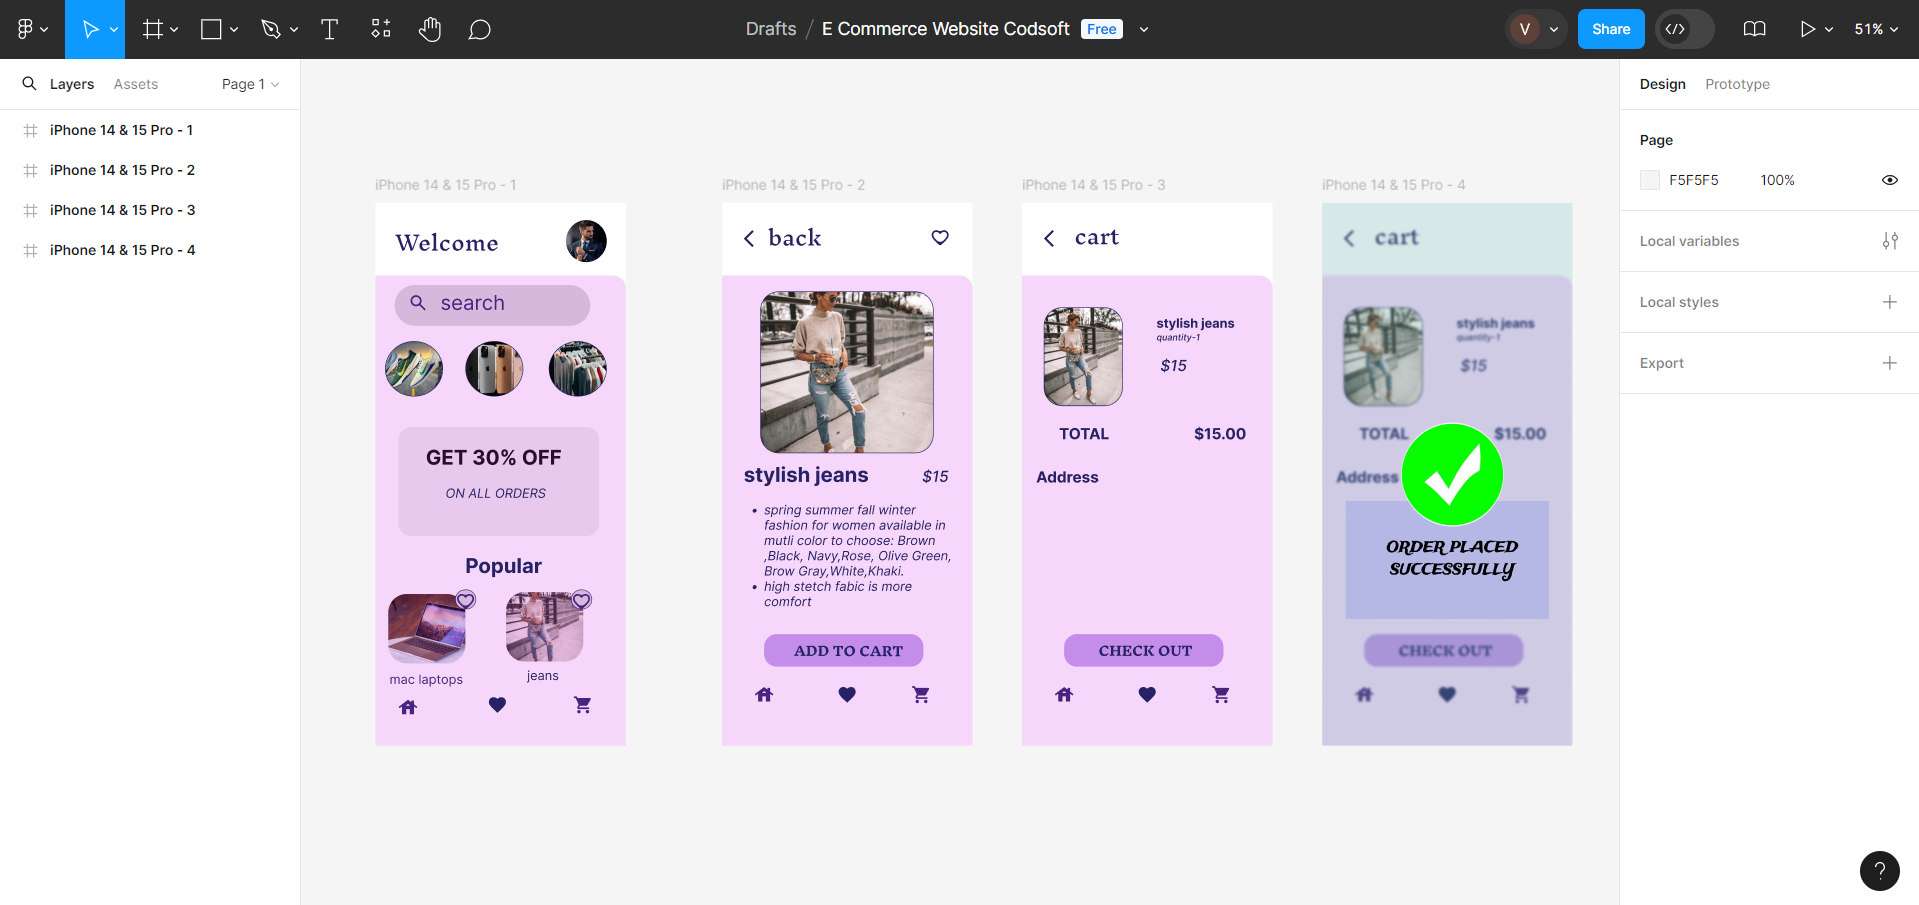 Drafts / E Commerce Website Codsoft Free
V
Share
51%
Layers Assets Page 1
iPhone 14 & 15 Pro - 1
iPhone 14 & 15 Pro - 2
iPhone 14 & 15 Pro - 3
iPhone 14 & 15 Pro - 4
iPhone 14 & 15 Pro - 1
Welcome
search
GET 30% OFF
ON ALL ORDERS
Popular
mac laptops
jeans
iPhone 14 & 15 Pro - 2
back
stylish jeans $15
• spring summer fall winter
fashion for women available in
mutli color to choose: Brown
,Black, Navy,Rose, Olive Green,
Brow Gray,White,Khaki.
• high stetch fabic is more
comfort
ADD TO CART
iPhone 14 & 15 Pro - 3
cart
stylish jeans
quantity-1
$15
TOTAL $15.00
Address
CHECK OUT
iPhone 14 & 15 Pro - 4
cart
stylish jeans
quantity-1
$15
TOTAL $15.00
Address
ORDER PLACED
SUCCESSFULLY
CHECK OUT
Design Prototype
Page
F5F5F5 100%
Local variables
Local styles
Export
?